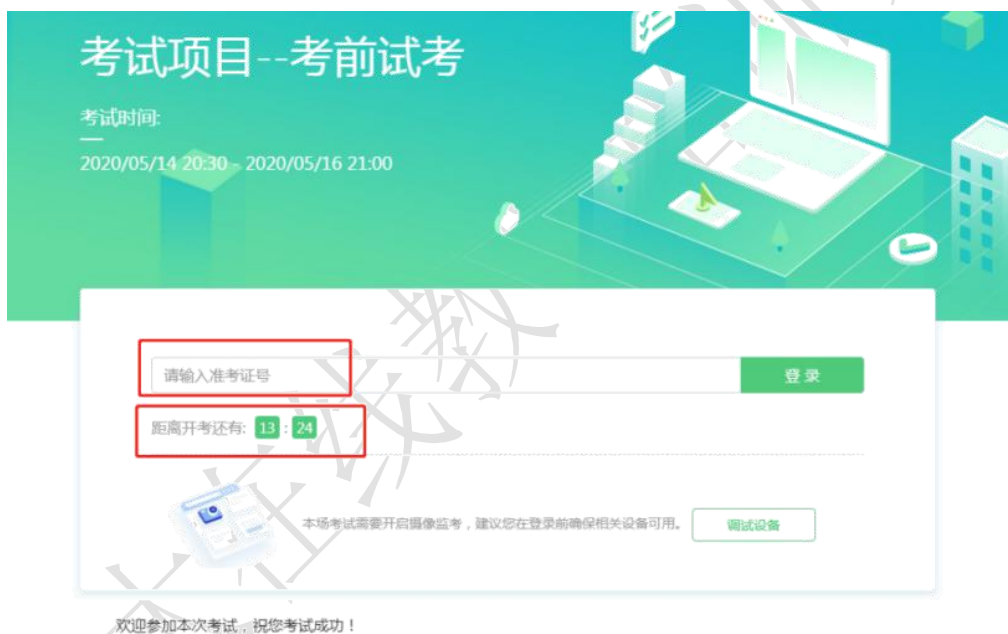 考试项目--考前试考
考试时间:
2020/05/14 20:30 - 2020/05/16 21:00
请输入准考证号
登录
距离开考还有: 13 : 24
本场考试需要开启摄像监考，建议您在登录前确保相关设备可用。
调试设备
欢迎参加本次考试，祝您考试成功！